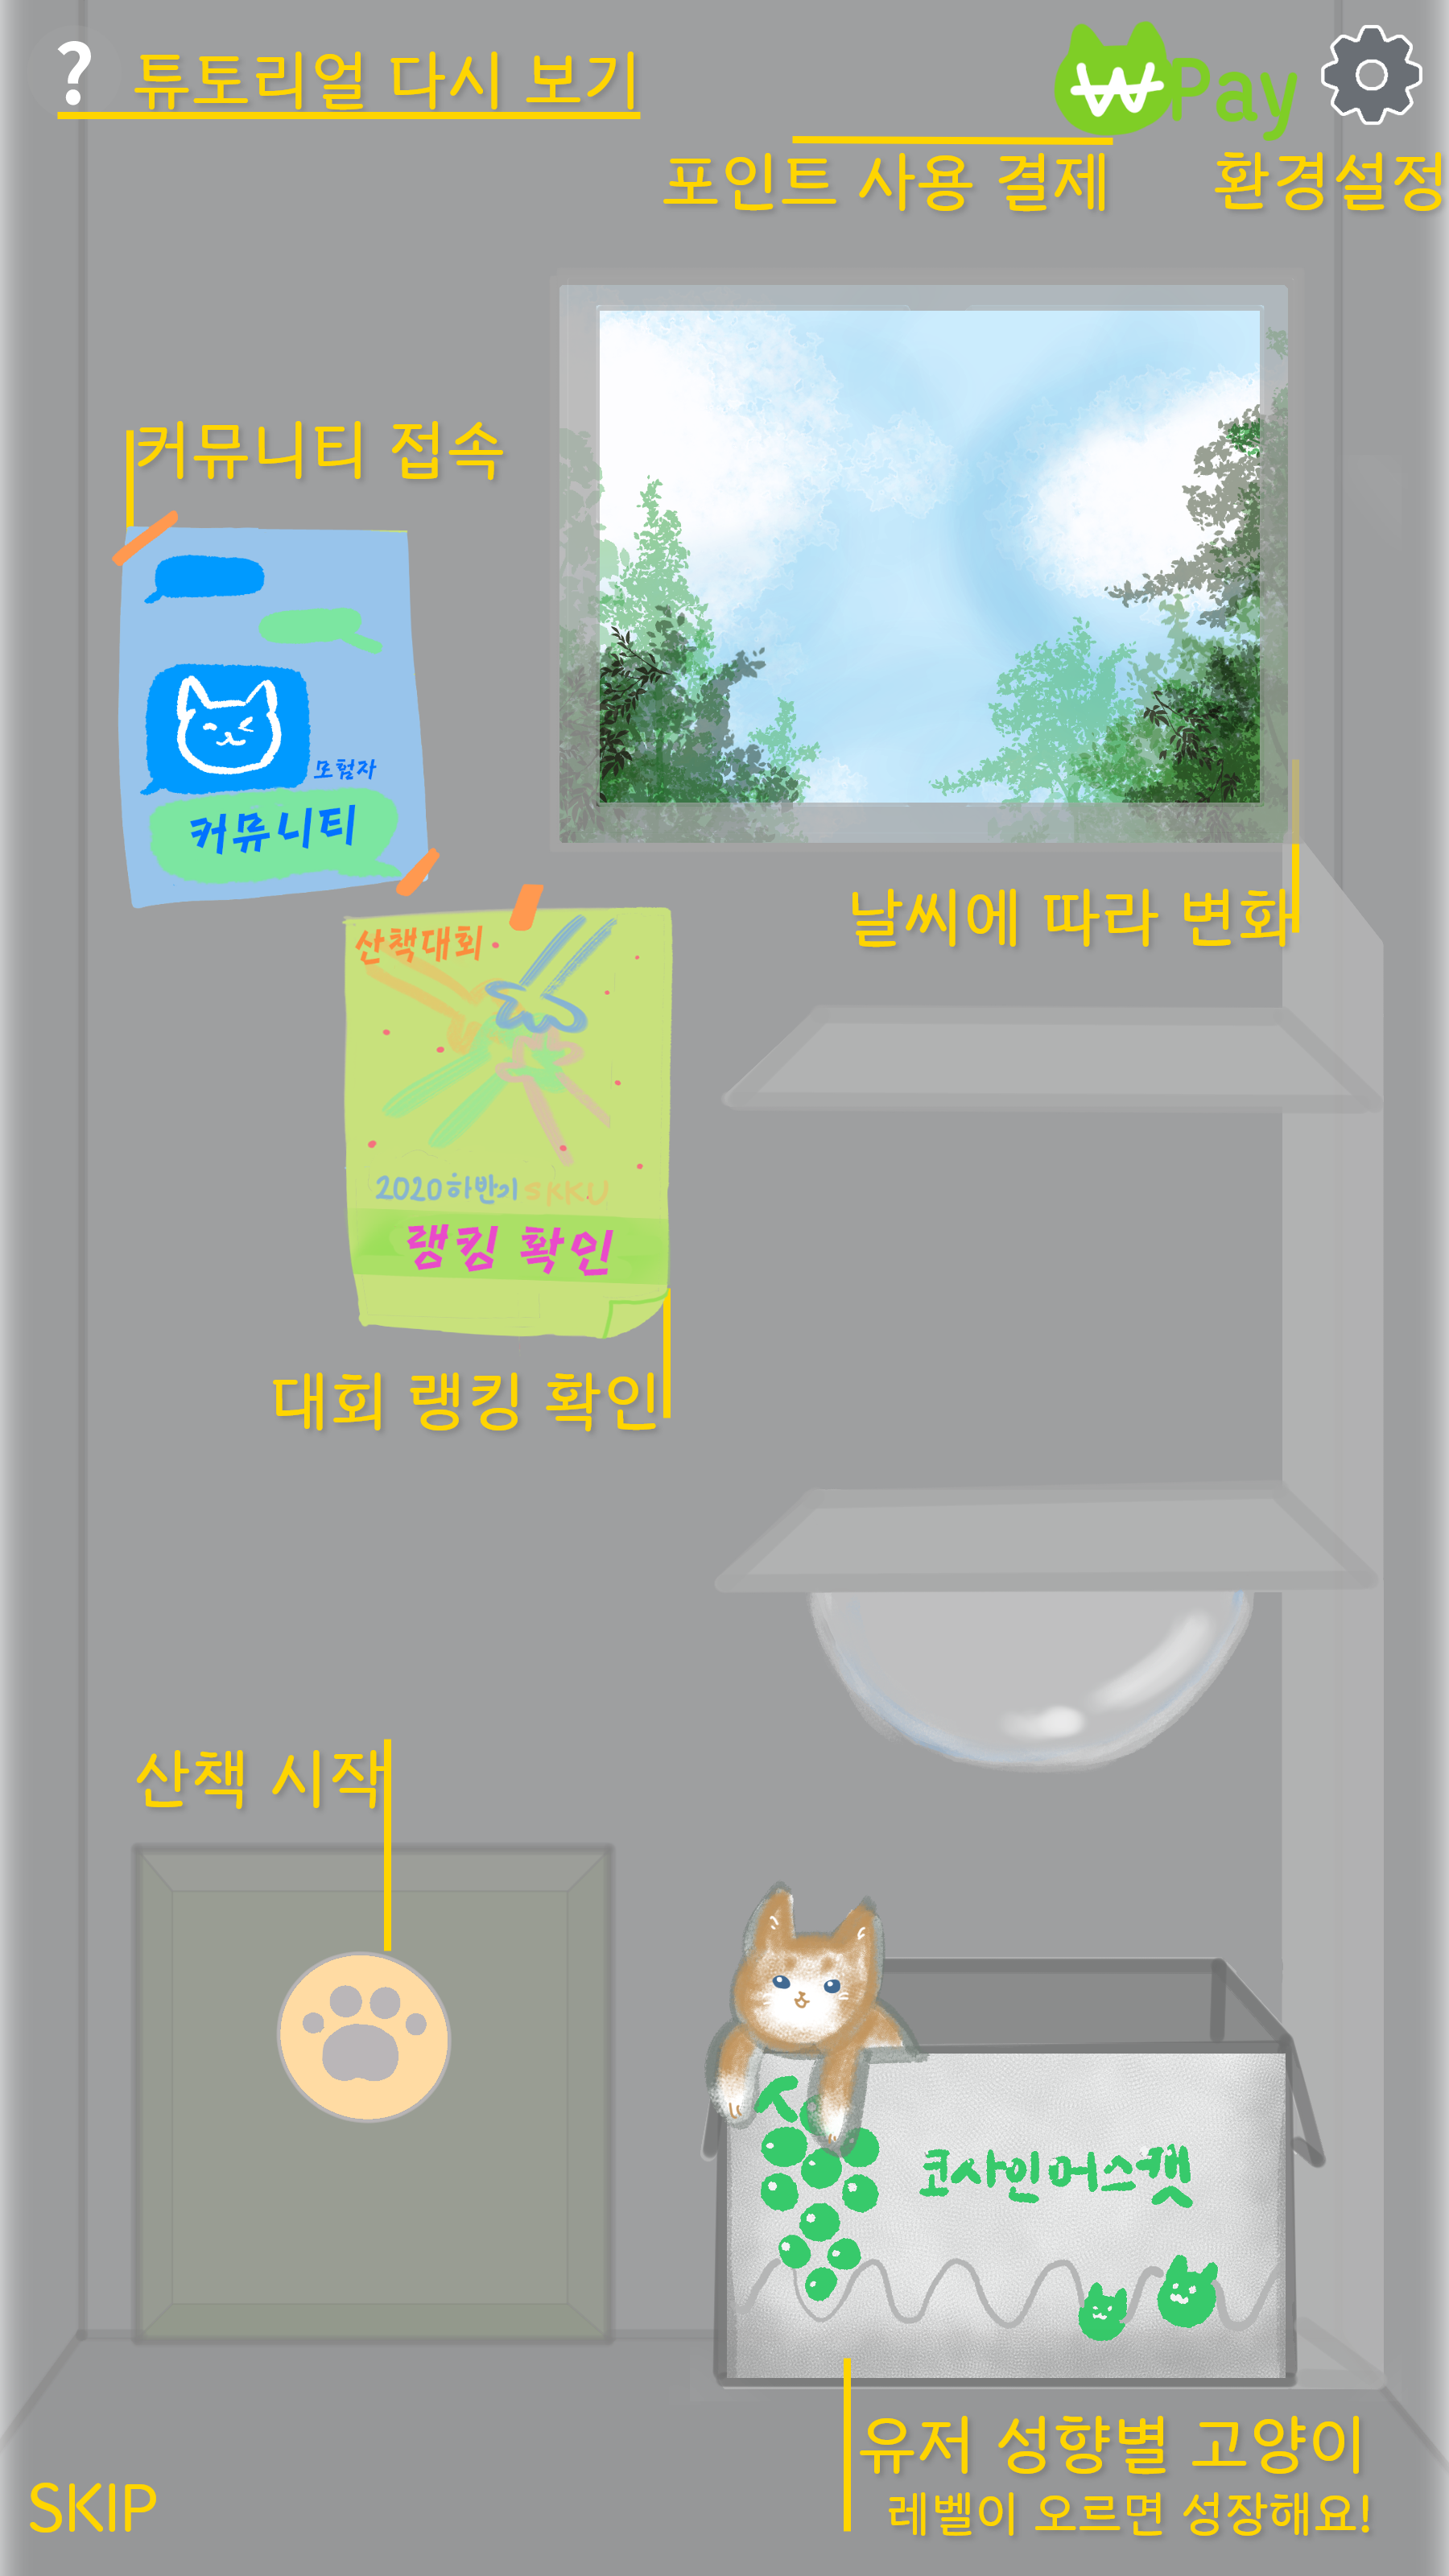 ? 튜토리얼 다시 보기
₩ Pay
포인트 사용 결제
환경설정
커뮤니티 접속
모험자
커뮤니티
날씨에 따라 변화
산책대회
2020하반기 SKKU
랭킹 확인
대회 랭킹 확인
산책 시작
코사인머스캣
유저 성향별 고양이
레벨이 오르면 성장해요!
SKIP